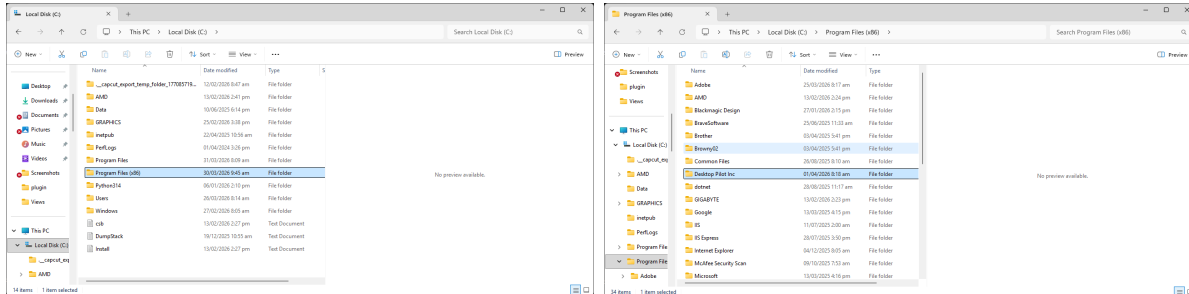 Local Disk (C:)
This PC > Local Disk (C:) >
Search Local Disk (C:)
New
Sort
View
Preview
Name Date modified Type S
Desktop
Downloads
Documents
Pictures
Music
Videos
Screenshots
plugin
Views
This PC
Local Disk (C:)
AMD
AMD 13/02/2026 2:41 pm File folder
Data 10/06/2025 6:14 pm File folder
GRAPHICS 25/02/2026 3:38 pm File folder
inetpub 22/04/2025 10:56 am File folder
PerfLogs 01/04/2024 3:26 pm File folder
Program Files 31/03/2026 8:09 am File folder
Program Files (x86) 30/03/2026 9:45 am File folder
Python314 06/01/2026 2:10 pm File folder
Users 26/03/2026 8:14 am File folder
Windows 27/02/2026 8:05 am File folder
csb 13/02/2026 2:27 pm Text Document
DumpStack 19/12/2025 10:55 am Text Document
Install 13/02/2026 2:27 pm Text Document
No preview available.
14 items 1 item selected
Program Files (x86)
This PC > Local Disk (C:) > Program Files (x86) >
Search Program Files (x86)
New
Sort
View
Preview
Name Date modified Type
Screenshots
plugin
Views
This PC
Local Disk (C:)
AMD
Data
GRAPHICS
inetpub
PerfLogs
Program File
Program File
Adobe
Adobe 25/03/2026 8:17 am File folder
AMD 13/02/2026 2:24 pm File folder
Blackmagic Design 27/01/2026 2:15 pm File folder
BraveSoftware 25/06/2025 11:33 am File folder
Brother 03/04/2025 5:41 pm File folder
Browny02 03/04/2025 5:41 pm File folder
Common Files 26/08/2025 8:10 am File folder
Desktop Pilot Inc 01/04/2026 8:18 am File folder
dotnet 28/08/2025 11:17 am File folder
GIGABYTE 13/02/2026 2:23 pm File folder
Google 13/02/2025 4:15 pm File folder
IIS 11/07/2025 2:00 am File folder
IIS Express 28/07/2025 3:50 pm File folder
Internet Explorer 04/12/2025 8:05 am File folder
McAfee Security Scan 09/10/2025 7:53 am File folder
Microsoft 13/02/2025 4:16 pm File folder
No preview available.
34 items 1 item selected